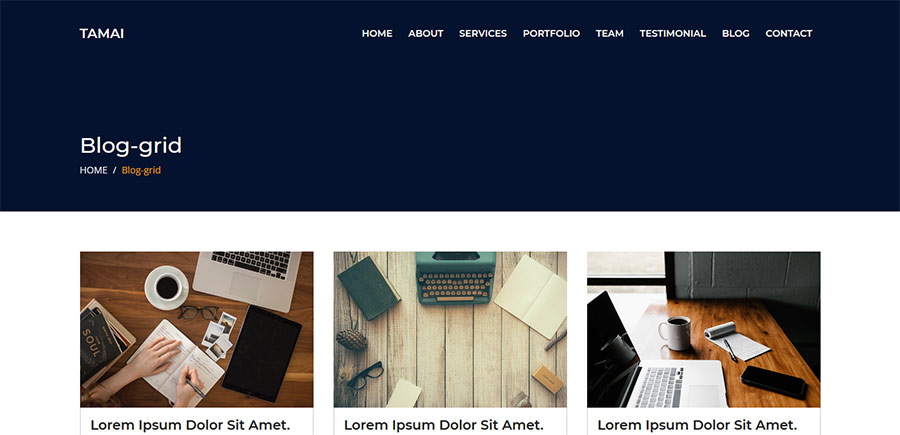 TAMAI HOME ABOUT SERVICES PORTFOLIO TEAM TESTIMONIAL BLOG CONTACT
Blog-grid
HOME / Blog-grid
SOUL
Lorem Ipsum Dolor Sit Amet. Lorem Ipsum Dolor Sit Amet. Lorem Ipsum Dolor Sit Amet.